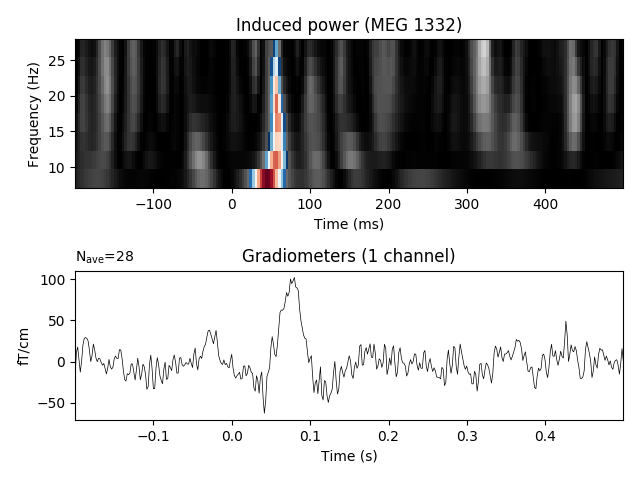 Induced power (MEG 1332)
Frequency (Hz)
25
20
15
10
−100 0 100 200 300 400
Time (ms)
Nave=28
Gradiometers (1 channel)
fT/cm
100
50
0
−50
−0.1 0.0 0.1 0.2 0.3 0.4
Time (s)